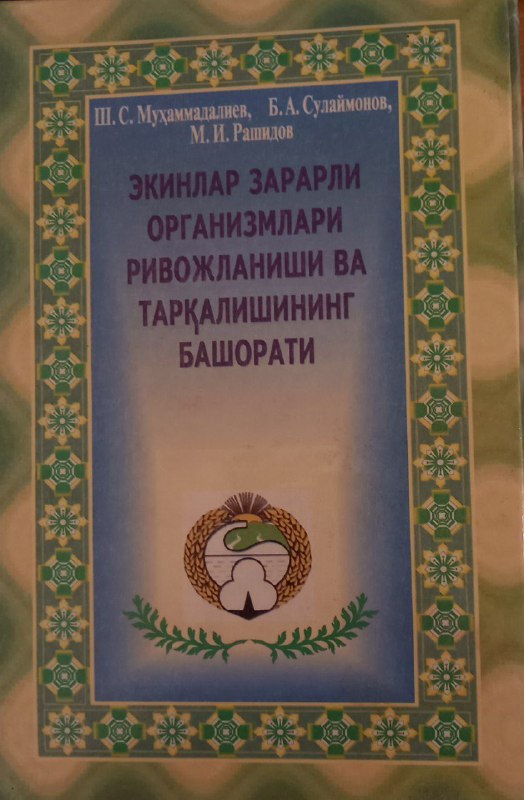 Ш. С. Муҳаммадалиев, Б. А. Сулаймонов,
М. И. Рашидов
ЭКИНЛАР ЗАРАРЛИ
ОРГАНИЗМЛАРИ
РИВОЖЛАНИШИ ВА
ТАРҚАЛИШИНИНГ
БАШОРАТИ